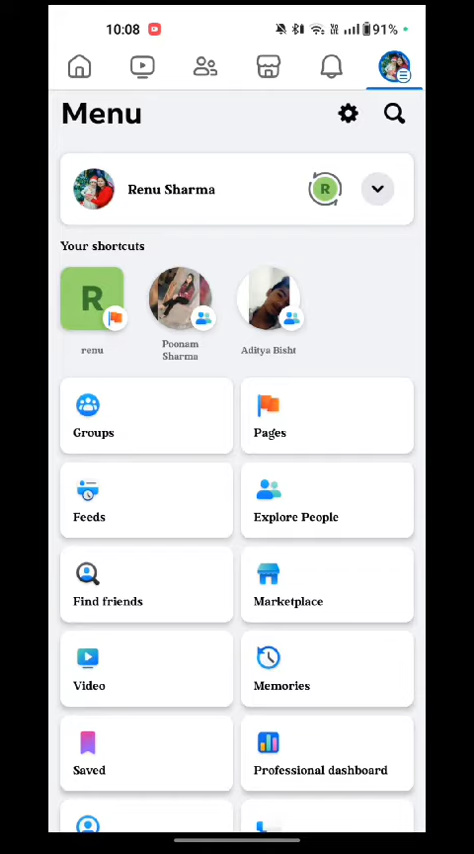 10:08 91%
Menu
Renu Sharma R
Your shortcuts
R
renu Poonam Sharma Aditya Bisht
Groups Pages
Feeds Explore People
Find friends Marketplace
Video Memories
Saved Professional dashboard